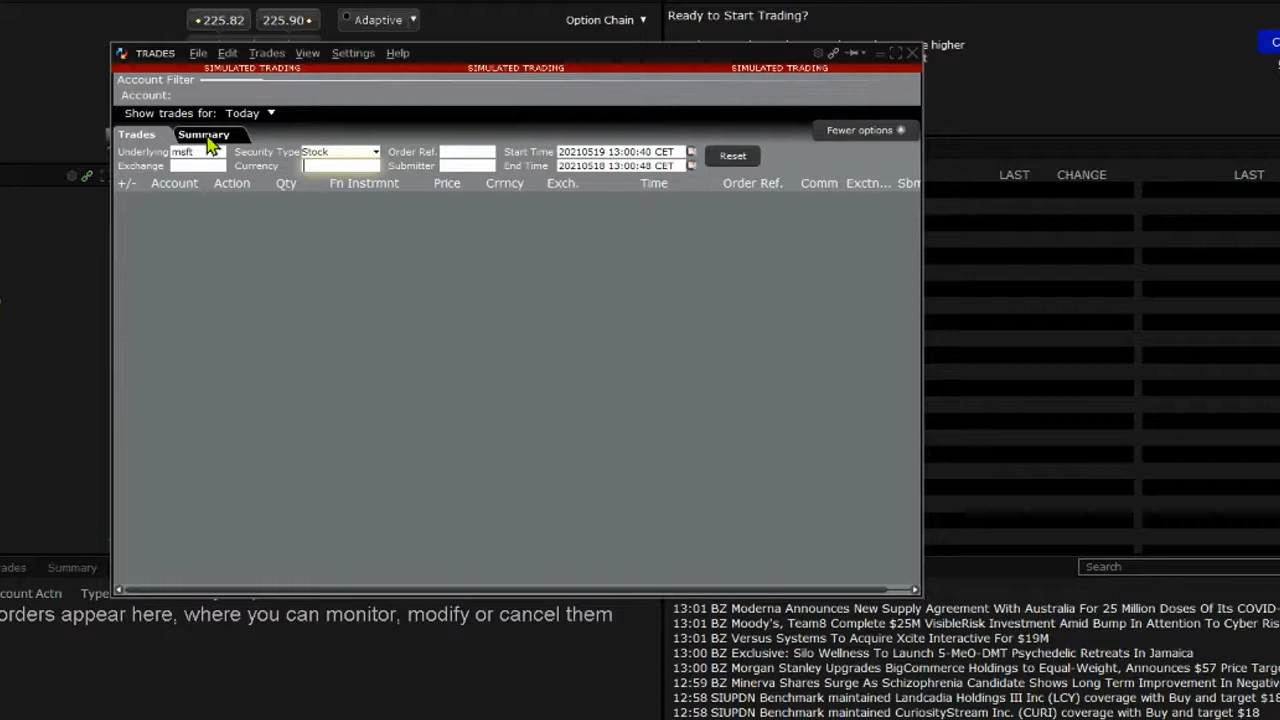 225.82 225.90 Adaptive Option Chain
Ready to Start Trading?
e higher
TRADES File Edit Trades View Settings Help
SIMULATED TRADING SIMULATED TRADING SIMULATED TRADING
Account Filter
Account:
Show trades for: Today
Trades Summary Fewer options
Underlying msft Security Type Stock Order Ref. Start Time 20210519 13:00:40 CET Reset
Exchange Currency Submitter End Time 20210518 13:00:48 CET
+/- Account Action Qty Fn Instrmnt Price Crrncy Exch. Time Order Ref. Comm Exctn... Sbm
LAST CHANGE LAST
ades Summary
Search
count Actn Type
orders appear here, where you can monitor, modify or cancel them
13:01 BZ Moderna Announces New Supply Agreement With Australia For 25 Million Doses Of Its COVID-
13:01 BZ Moody's, Team8 Complete $25M VisibleRisk Investment Amid Bump In Attention To Cyber Ris
13:01 BZ Versus Systems To Acquire Xcite Interactive For $19M
13:00 BZ Exclusive: Silo Wellness To Launch 5-MeO-DMT Psychedelic Retreats In Jamaica
13:00 BZ Morgan Stanley Upgrades BigCommerce Holdings to Equal-Weight, Announces $57 Price Targe
12:59 BZ Minerva Shares Surge As Schizophrenia Candidate Shows Long Term Improvement In Negative
12:58 SIUPDN Benchmark maintained Landcadia Holdings III Inc (LCY) coverage with Buy and target $18
12:58 SIUPDN Benchmark maintained CuriosityStream Inc. (CURI) coverage with Buy and target $18